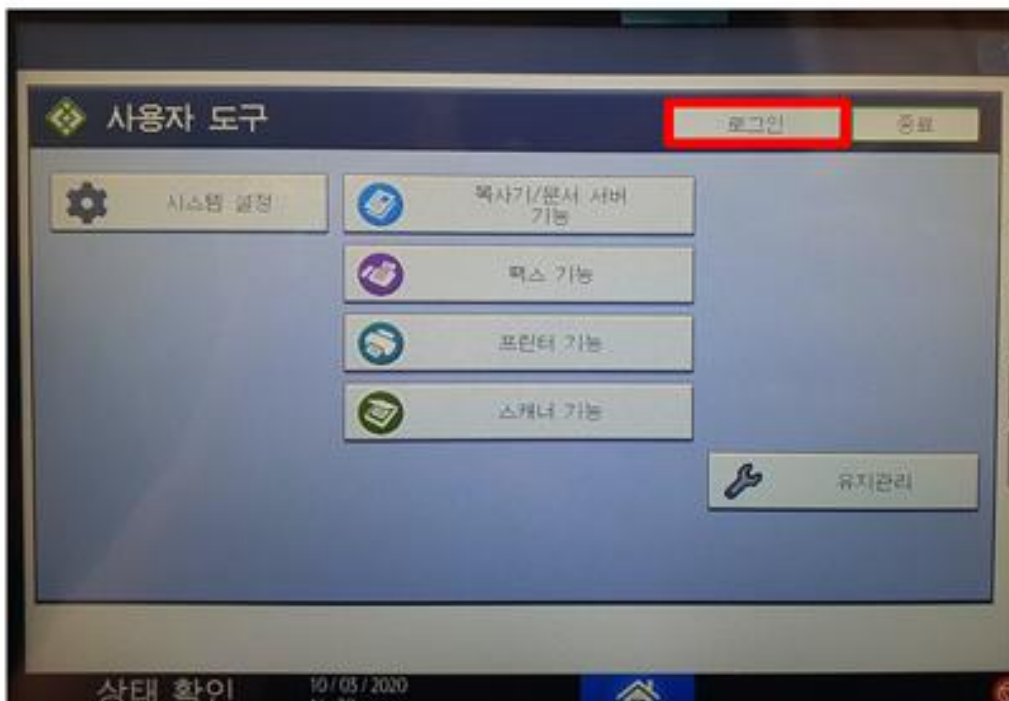 사용자 도구
로그인
종료
시스템 설정
복사기/문서 서버
기능
팩스 기능
프린터 기능
스캐너 기능
유지관리
상태 확인
10 / 03 / 2020